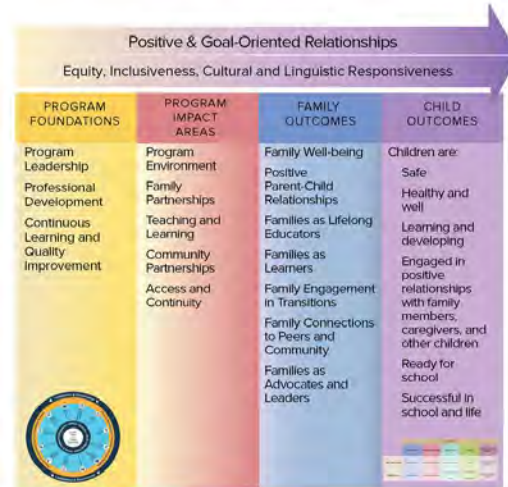 Positive & Goal-Oriented Relationships
Equity, Inclusiveness, Cultural and Linguistic Responsiveness
PROGRAM
FOUNDATIONS
Program
Leadership
Professional
Development
Continuous
Learning and
Quality
Improvement
PROGRAM
IMPACT
AREAS
Program
Environment
Family
Partnerships
Teaching and
Learning
Community
Partnerships
Access and
Continuity
FAMILY
OUTCOMES
Family Well-being
Positive
Parent-Child
Relationships
Families as Lifelong
Educators
Families as
Learners
Family Engagement
in Transitions
Family Connections
to Peers and
Community
Families as
Advocates and
Leaders
CHILD
OUTCOMES
Children are:
Safe
Healthy and
well
Learning and
developing
Engaged in
positive
relationships
with family
members,
caregivers, and
other children
Ready for
school
Successful in
school and life